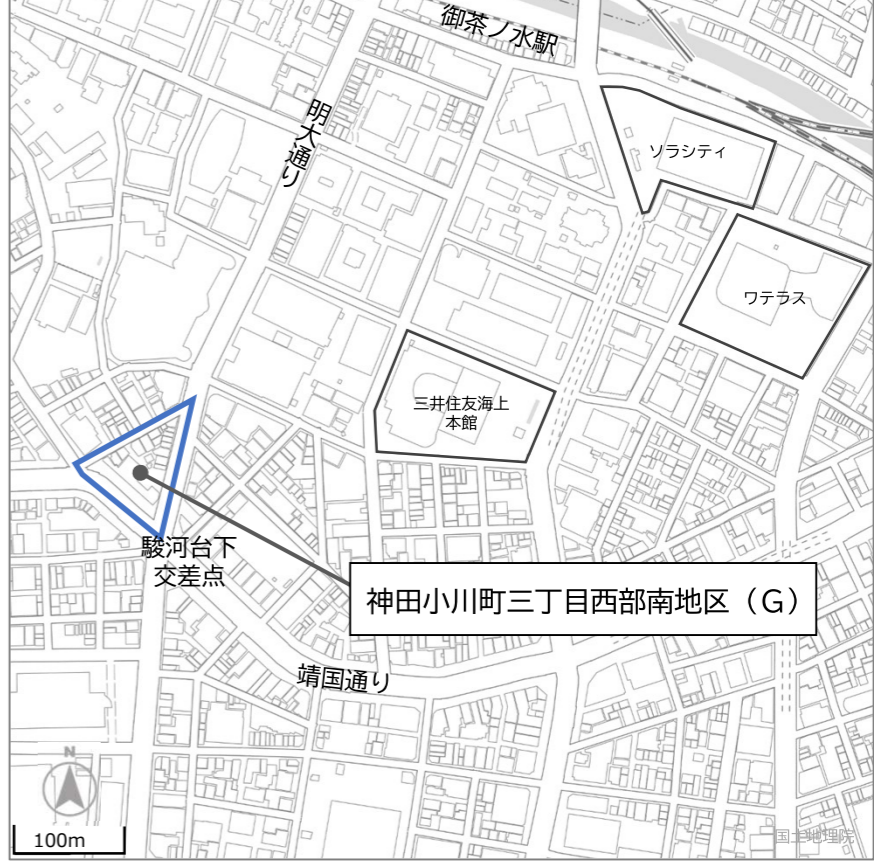 御茶ノ水駅
明大通り
ソラシティ
ワテラス
三井住友海上
本館
駿河台下
交差点
神田小川町三丁目西部南地区（G）
靖国通り
N
100m
国土地理院